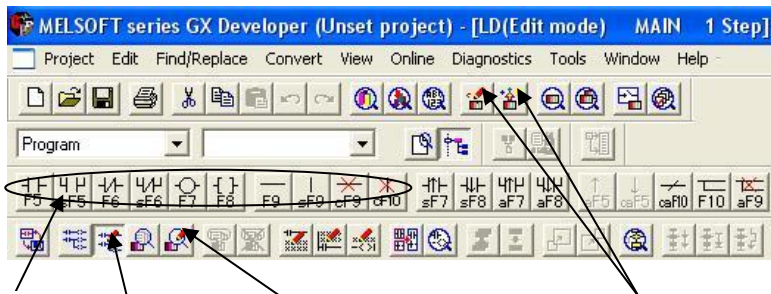 MELSOFT series GX Developer (Unset project) - [LD(Edit mode) MAIN 1 Step]
Project Edit Find/Replace Convert View Online Diagnostics Tools Window Help
Program
F5 sF5 F6 sF6 F7 F8 F9 sF9 cF9 cF10 sF7 sF8 aF7 aF8 aF5 caF5 caF10 F10 aF9